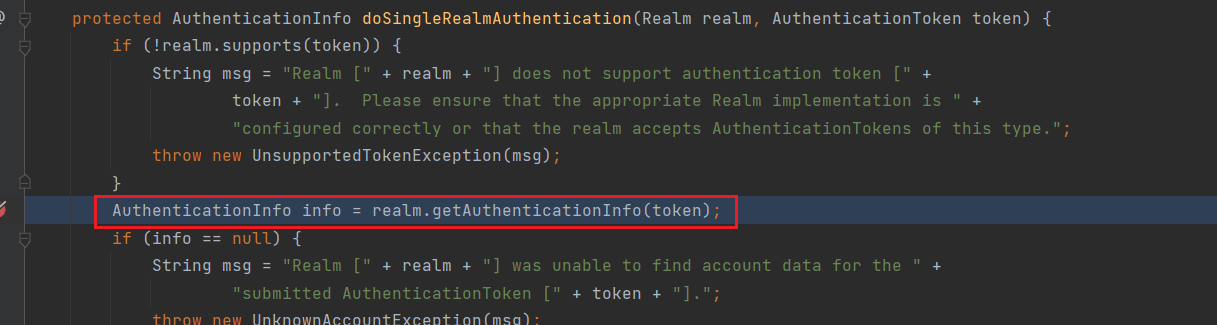 protected AuthenticationInfo doSingleRealmAuthentication(Realm realm, AuthenticationToken token) {
if (!realm.supports(token)) {
String msg = "Realm [" + realm + "] does not support authentication token [" +
token + "].  Please ensure that the appropriate Realm implementation is " +
"configured correctly or that the realm accepts AuthenticationTokens of this type.";
throw new UnsupportedTokenException(msg);
}
AuthenticationInfo info = realm.getAuthenticationInfo(token);
if (info == null) {
String msg = "Realm [" + realm + "] was unable to find account data for the " +
"submitted AuthenticationToken [" + token + "].";
throw new UnknownAccountException(msg);